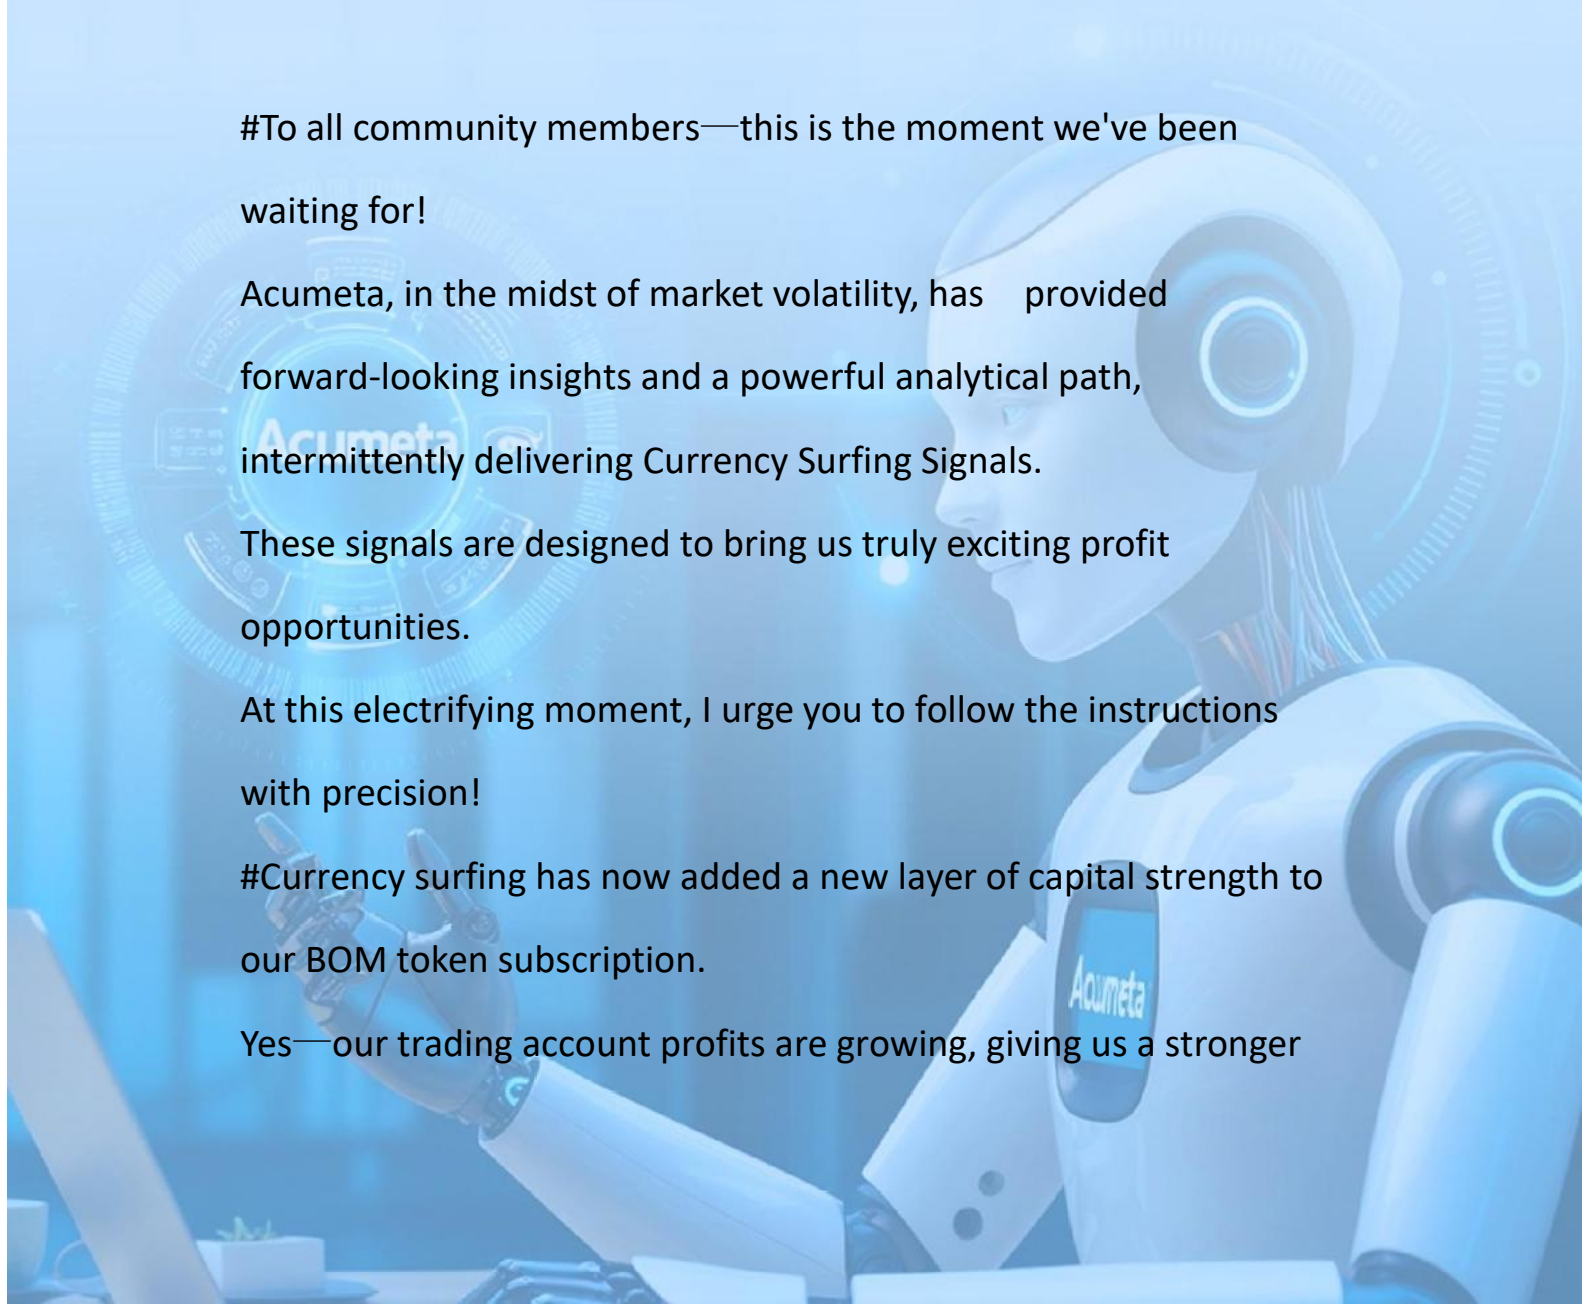 #To all community members—this is the moment we've been
waiting for!
Acumeta, in the midst of market volatility, has provided
forward-looking insights and a powerful analytical path,
Acumeta
intermittently delivering Currency Surfing Signals.
These signals are designed to bring us truly exciting profit
opportunities.
At this electrifying moment, I urge you to follow the instructions
with precision!
#Currency surfing has now added a new layer of capital strength to
our BOM token subscription.
Acumeta
Yes—our trading account profits are growing, giving us a stronger